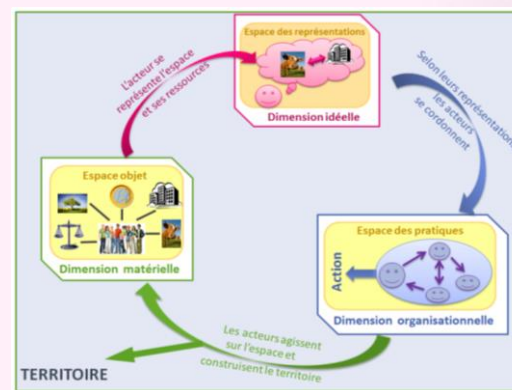 Espace des représentations
Dimension idéelle
L'acteur se
représente l'espace
et ses ressources
Selon leurs représentations
les acteurs
se cordonnent
Espace objet
Dimension matérielle
Espace des pratiques
Action
Dimension organisationnelle
Les acteurs agissent
sur l'espace et
construisent le territoire
TERRITOIRE